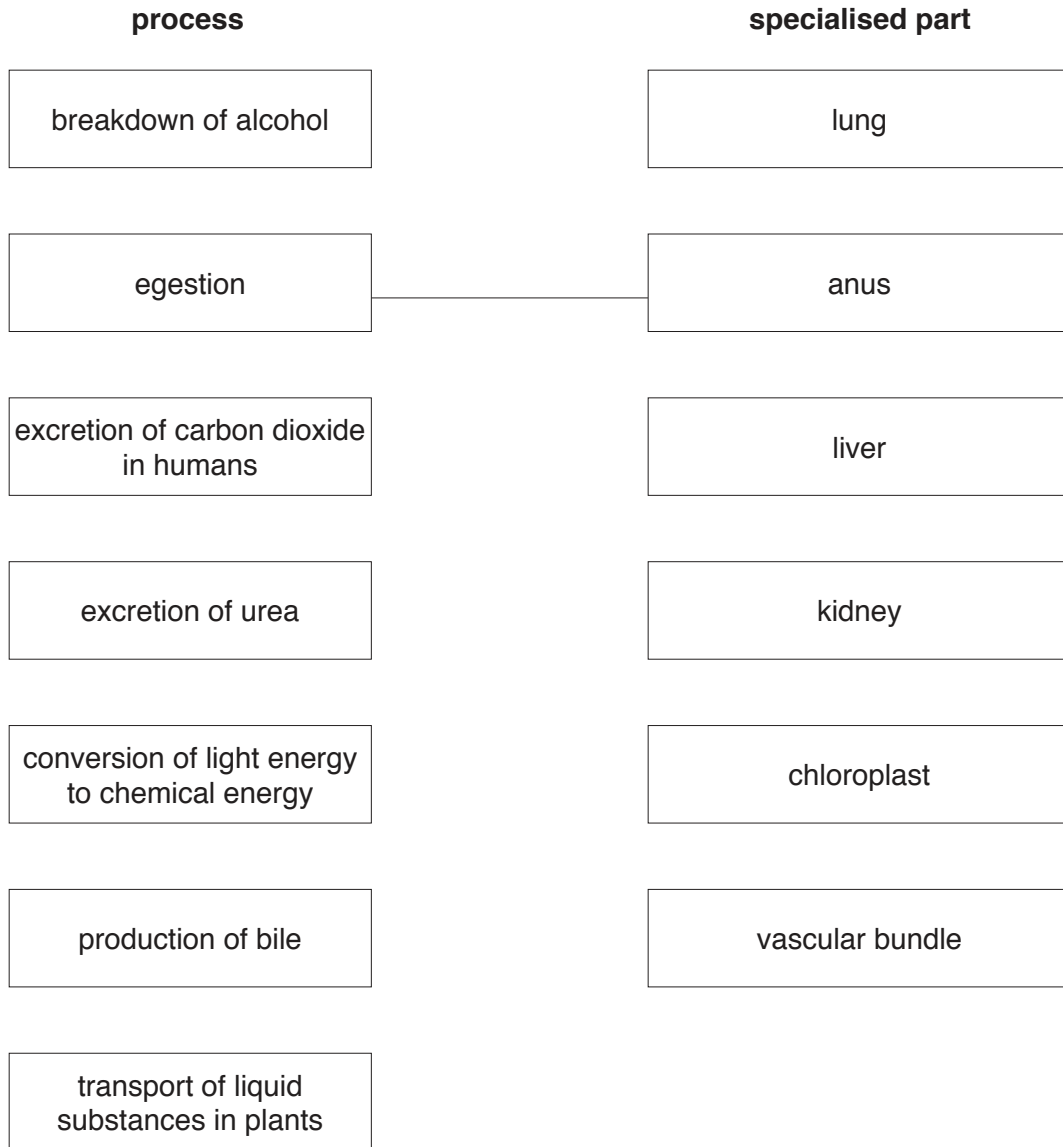 process
specialised part
breakdown of alcohol
lung
egestion
anus
excretion of carbon dioxide
in humans
liver
excretion of urea
kidney
conversion of light energy
to chemical energy
chloroplast
production of bile
vascular bundle
transport of liquid
substances in plants